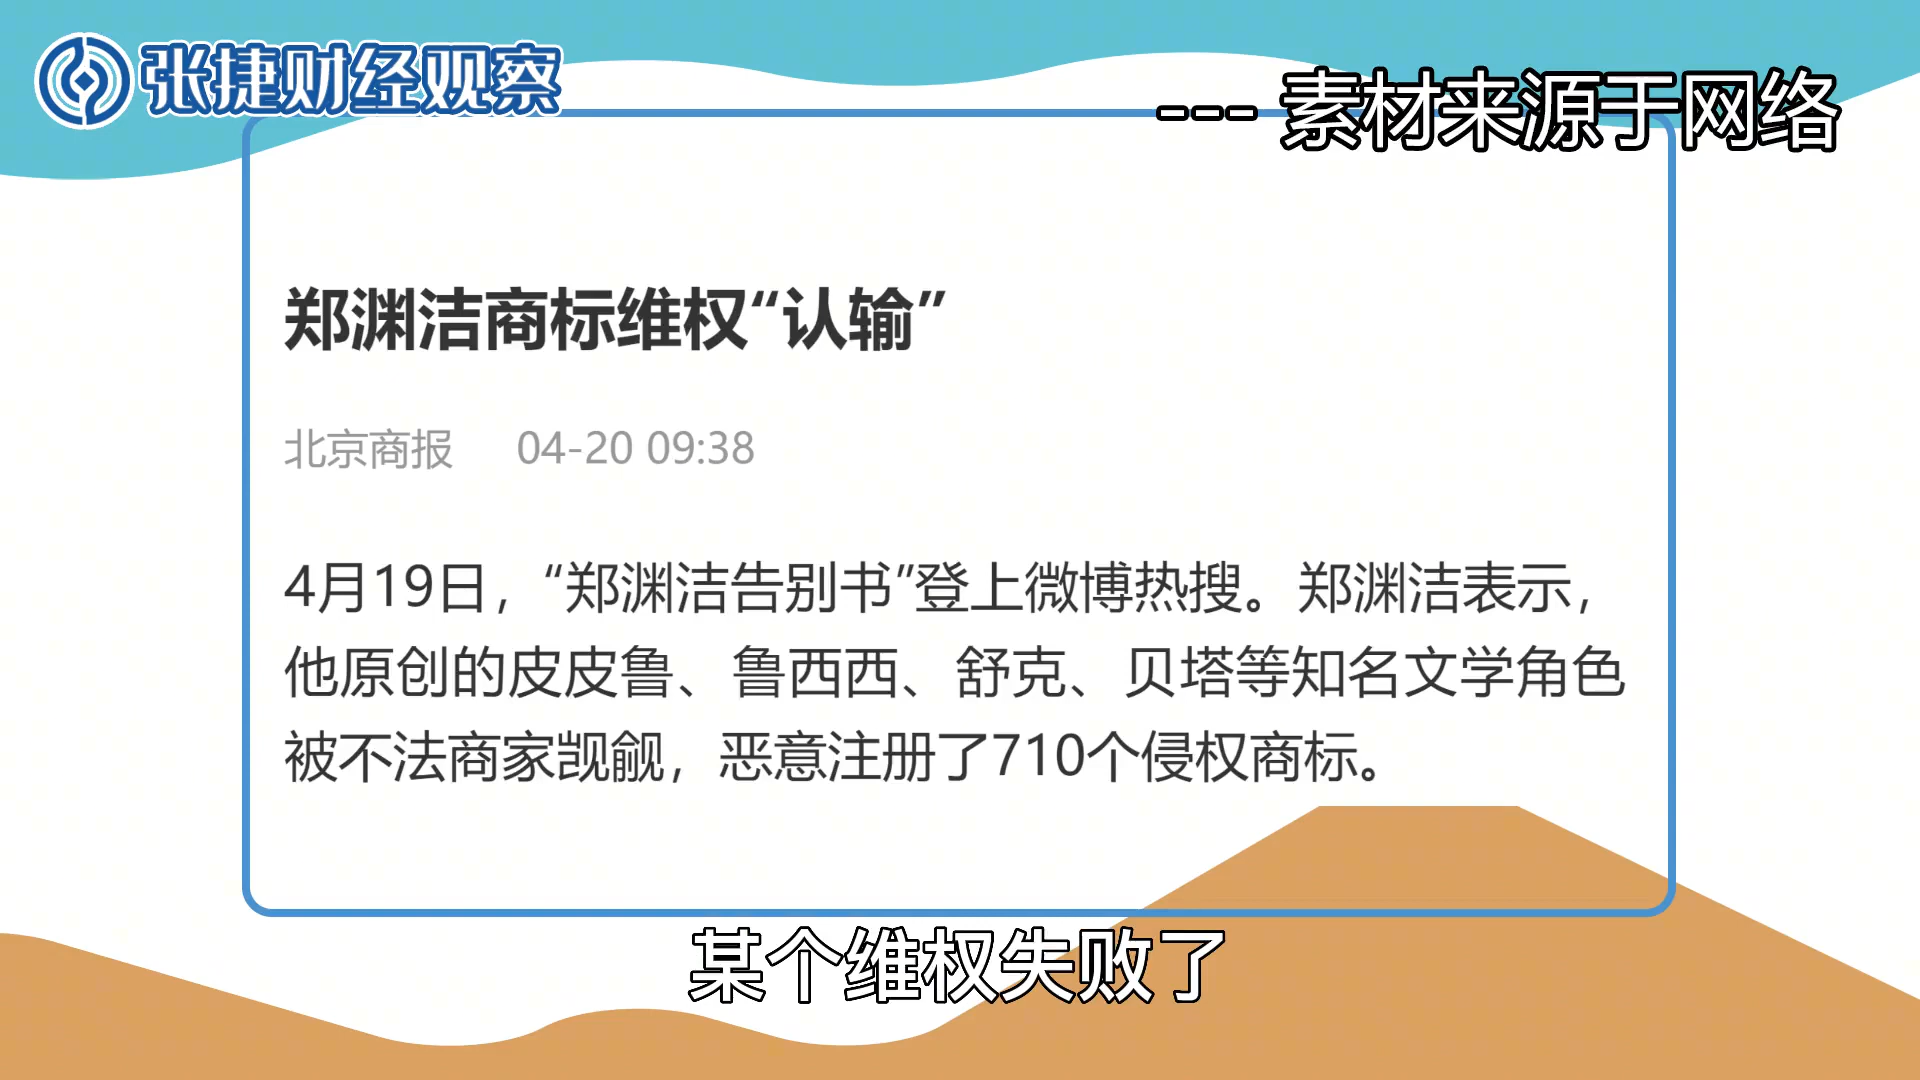 张捷财经观察
--- 素材来源于网络
郑渊洁商标维权“认输”
北京商报 04-20 09:38
4月19日，“郑渊洁告别书”登上微博热搜。郑渊洁表示，
他原创的皮皮鲁、鲁西西、舒克、贝塔等知名文学角色
被不法商家觊觎，恶意注册了710个侵权商标。
某个维权失败了